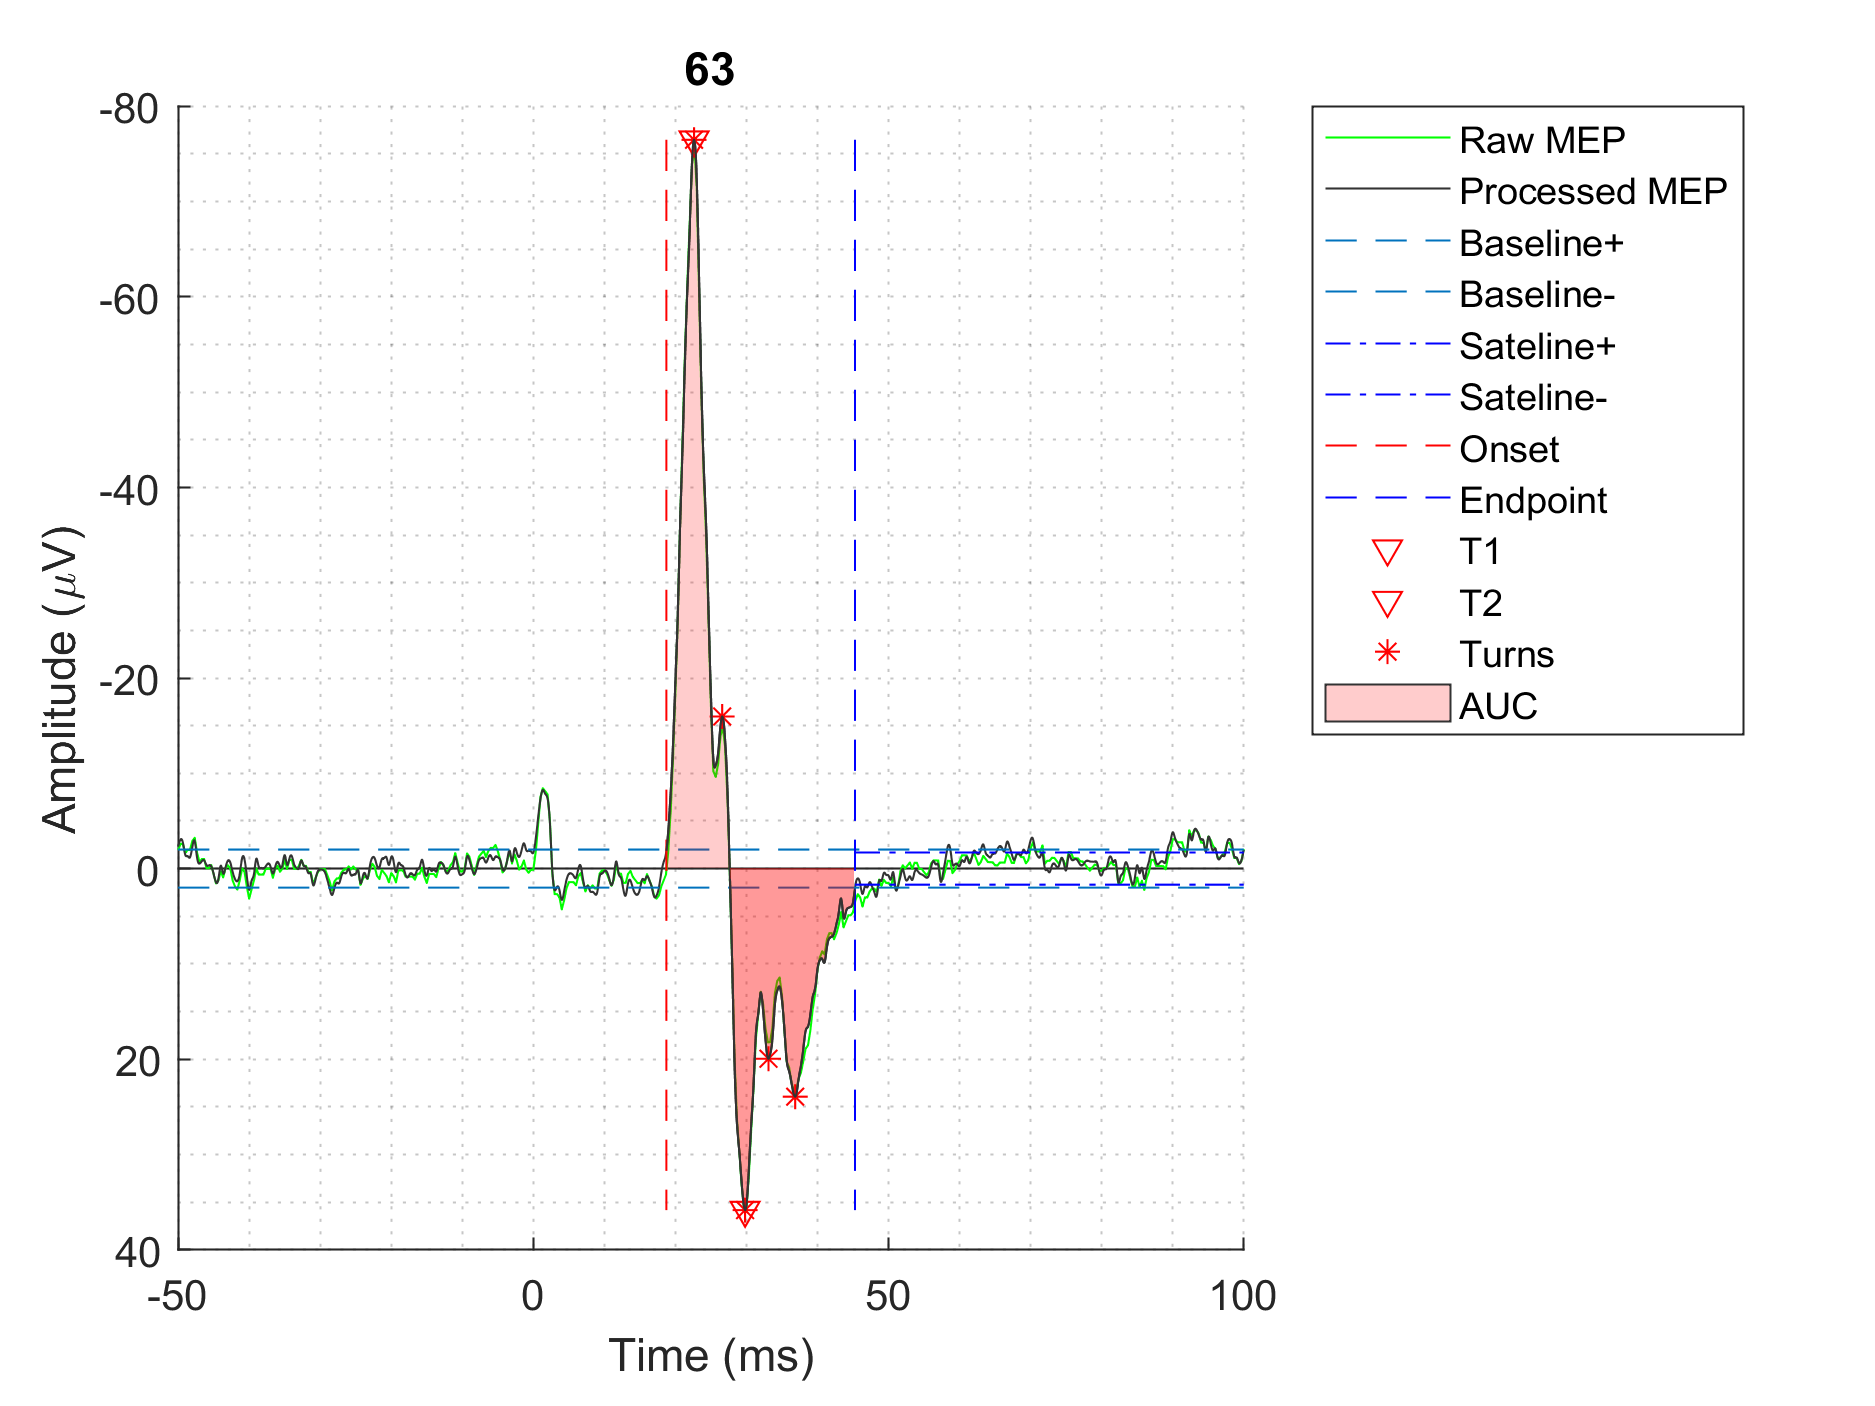 63
-80
-60
-40
-20
0
20
40
Amplitude (μV)
-50 0 50 100
Time (ms)
Raw MEP
Processed MEP
Baseline+
Baseline-
Sateline+
Sateline-
Onset
Endpoint
T1
T2
Turns
AUC